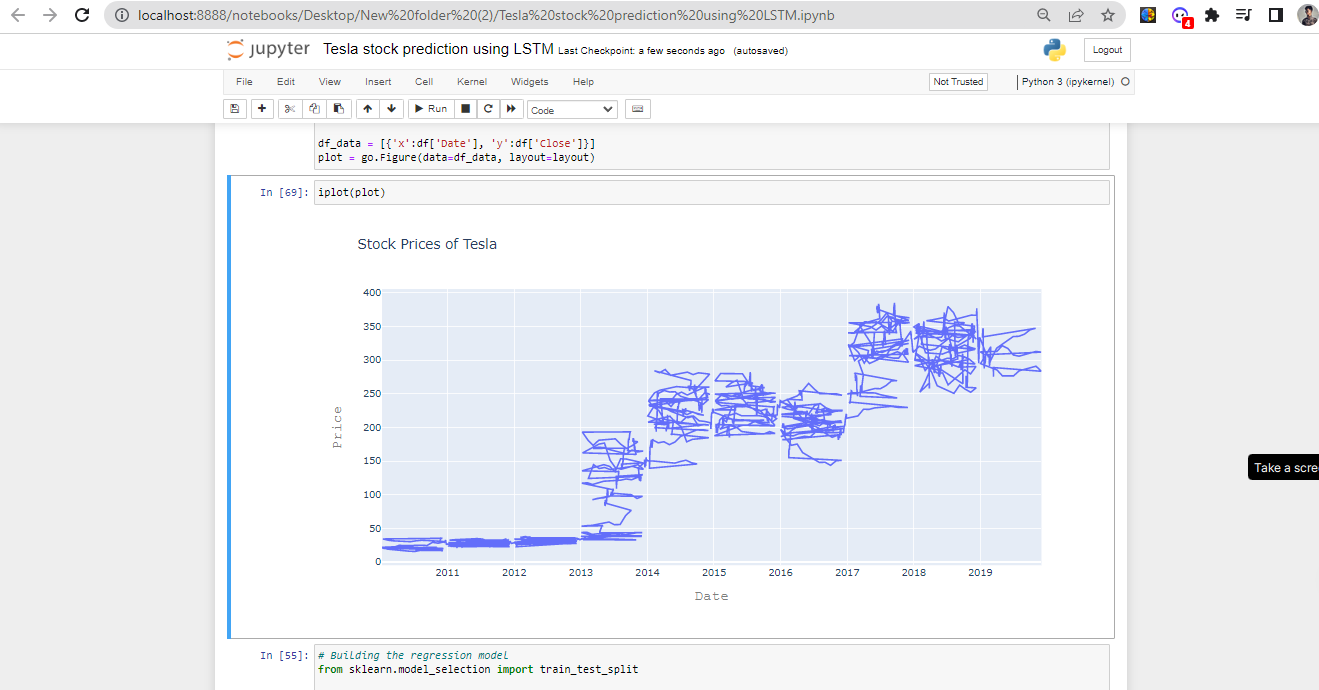 localhost:8888/notebooks/Desktop/New%20folder%20(2)/Tesla%20stock%20prediction%20using%20LSTM.ipynb
4
jupyter Tesla stock prediction using LSTM Last Checkpoint: a few seconds ago (autosaved)
Logout
File Edit View Insert Cell Kernel Widgets Help Not Trusted Python 3 (ipykernel)
Run Code
df_data = [{'x':df['Date'], 'y':df['Close']}]
plot = go.Figure(data=df_data, layout=layout)
In [69]: iplot(plot)
Stock Prices of Tesla
400
350
300
250
200
150
100
50
0
Price
2011 2012 2013 2014 2015 2016 2017 2018 2019
Date
Take a scre
In [55]: # Building the regression model
from sklearn.model_selection import train_test_split